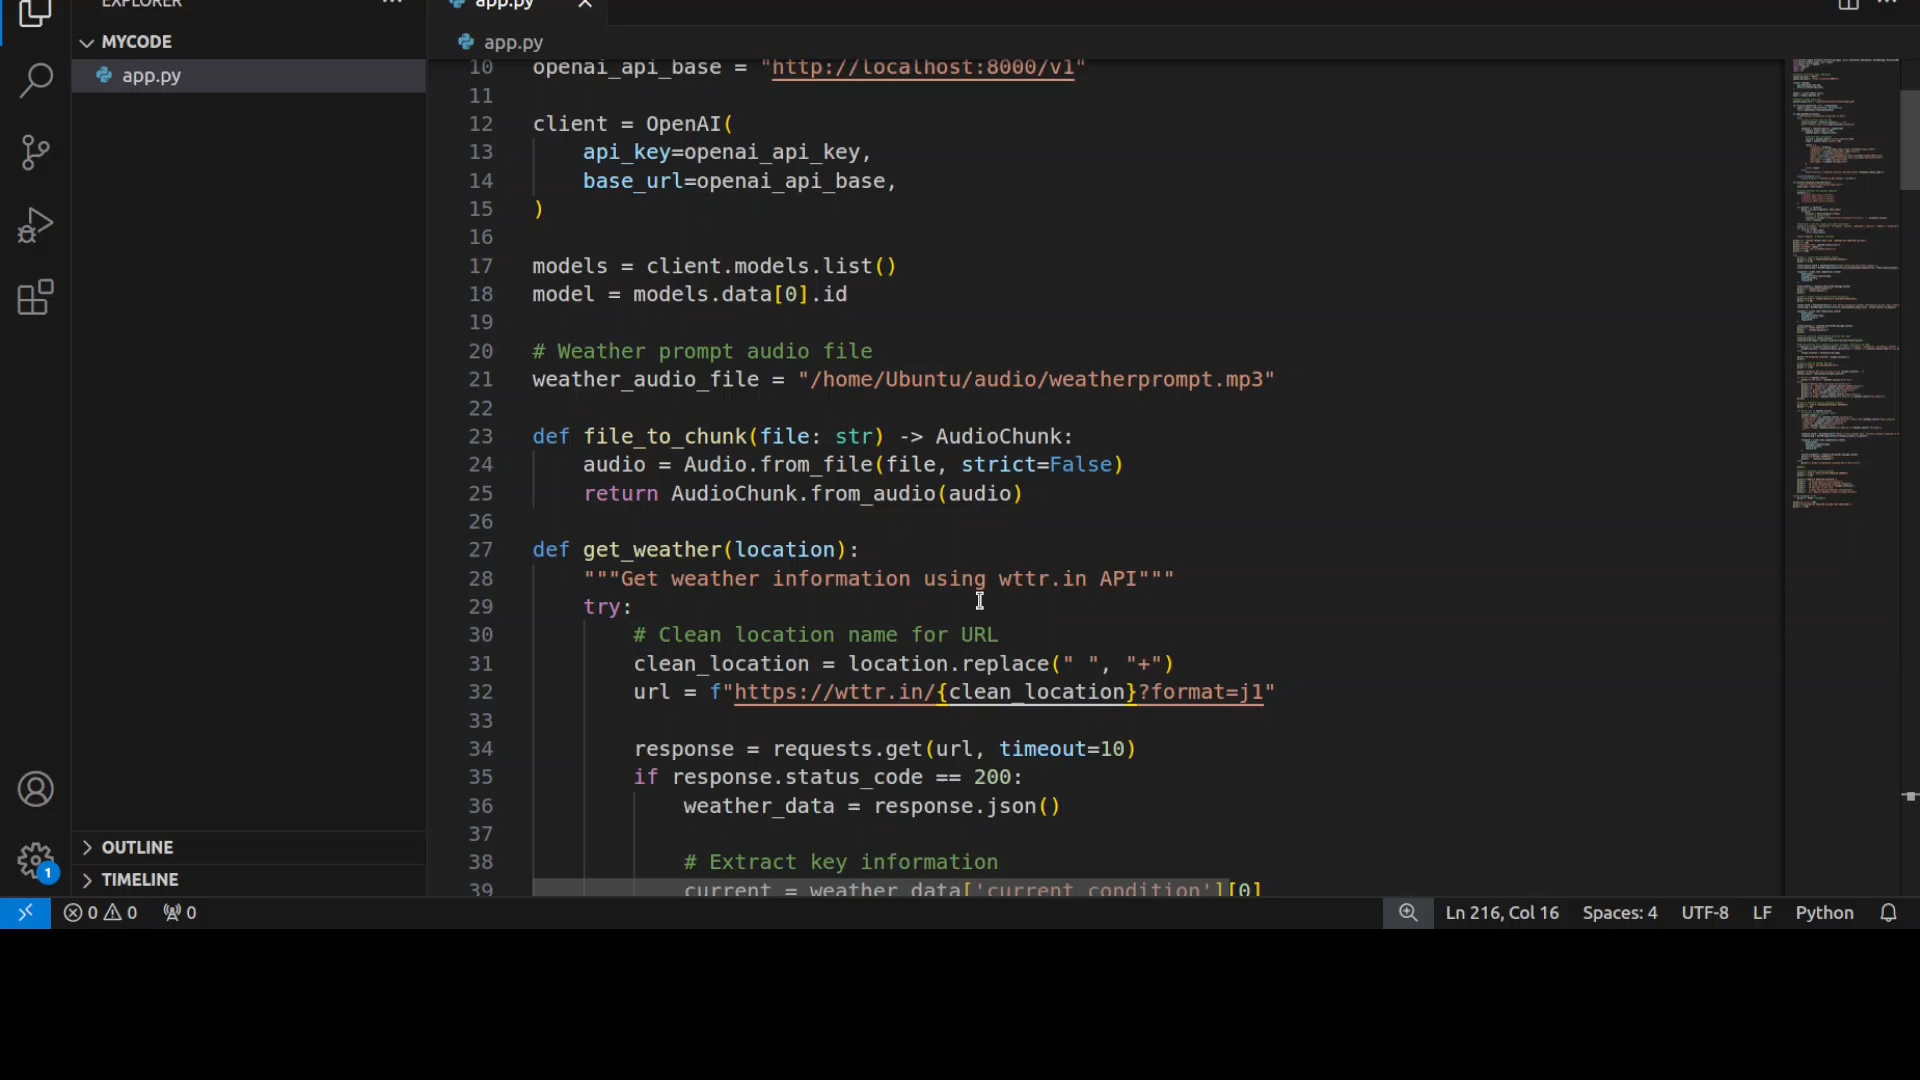 EXPLORER
MYCODE
app.py
app.py
app.py
10 openai_api_base = "http://localhost:8000/v1"
11
12 client = OpenAI(
13 api_key=openai_api_key,
14 base_url=openai_api_base,
15 )
16
17 models = client.models.list()
18 model = models.data[0].id
19
20 # Weather prompt audio file
21 weather_audio_file = "/home/Ubuntu/audio/weatherprompt.mp3"
22
23 def file_to_chunk(file: str) -> AudioChunk:
24 audio = Audio.from_file(file, strict=False)
25 return AudioChunk.from_audio(audio)
26
27 def get_weather(location):
28 """Get weather information using wttr.in API"""
29 try:
30 # Clean location name for URL
31 clean_location = location.replace(" ", "+")
32 url = f"https://wttr.in/{clean_location}?format=j1"
33
34 response = requests.get(url, timeout=10)
35 if response.status_code == 200:
36 weather_data = response.json()
37
38 # Extract key information
39 current = weather_data['current_condition'][0]
OUTLINE
TIMELINE
1
0 0 0 Ln 216, Col 16 Spaces: 4 UTF-8 LF Python